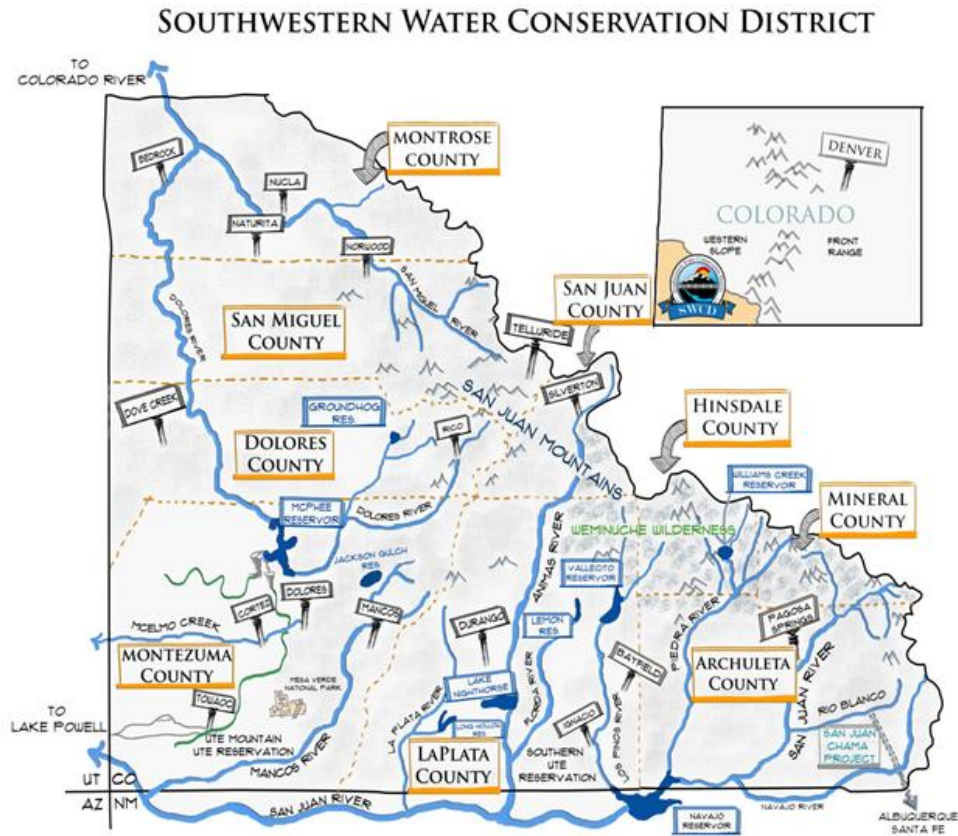 SOUTHWESTERN WATER CONSERVATION DISTRICT
TO
COLORADO RIVER
MONTROSE
COUNTY
BEDROCK
NUCLA
NATURITA
NORWOOD
DENVER
COLORADO
WESTERN
SLOPE
FRONT
RANGE
SWCD
SAN MIGUEL
RIVER
SAN JUAN
COUNTY
DOLORES RIVER
SAN MIGUEL
COUNTY
TELLURIDE
SILVERTON
DOVE CREEK
GROUNDHOG
RES.
RICO
SAN JUAN MOUNTAINS
HINSDALE
COUNTY
DOLORES
COUNTY
WILLIAMS CREEK
RESERVOIR
MINERAL
COUNTY
MCPHEE
RESERVOIR
DOLORES RIVER
WEMINUCHE WILDERNESS
JACKSON GULCH
RES.
VALLECITO
RESERVOIR
ANIMAS RIVER
CORTEZ
DOLORES
MANCOS
DURANGO
LEMON
RES.
PAGOSA
SPRINGS
MCELMO CREEK
PIEDRA RIVER
BAYFIELD
MONTEZUMA
COUNTY
ARCHULETA
COUNTY
MESA VERDE
NATIONAL PARK
LAKE
NIGHTHORSE
FLORIDA RIVER
SAN JUAN RIVER
TOWAOC
RIO BLANCO
TO
LAKE POWELL
UTE MOUNTAIN
UTE RESERVATION
LA PLATA RIVER
LONG HOLLOW
RES.
IGNACIO
LOS PINOS RIVER
SAN JUAN
CHAMA
PROJECT
MANCOS RIVER
LAPLATA
COUNTY
SOUTHERN
UTE
RESERVATION
UT CO
AZ NM
SAN JUAN RIVER
NAVAJO RIVER
NAVAJO
RESERVOIR
ALBUQUERQUE
SANTA FE